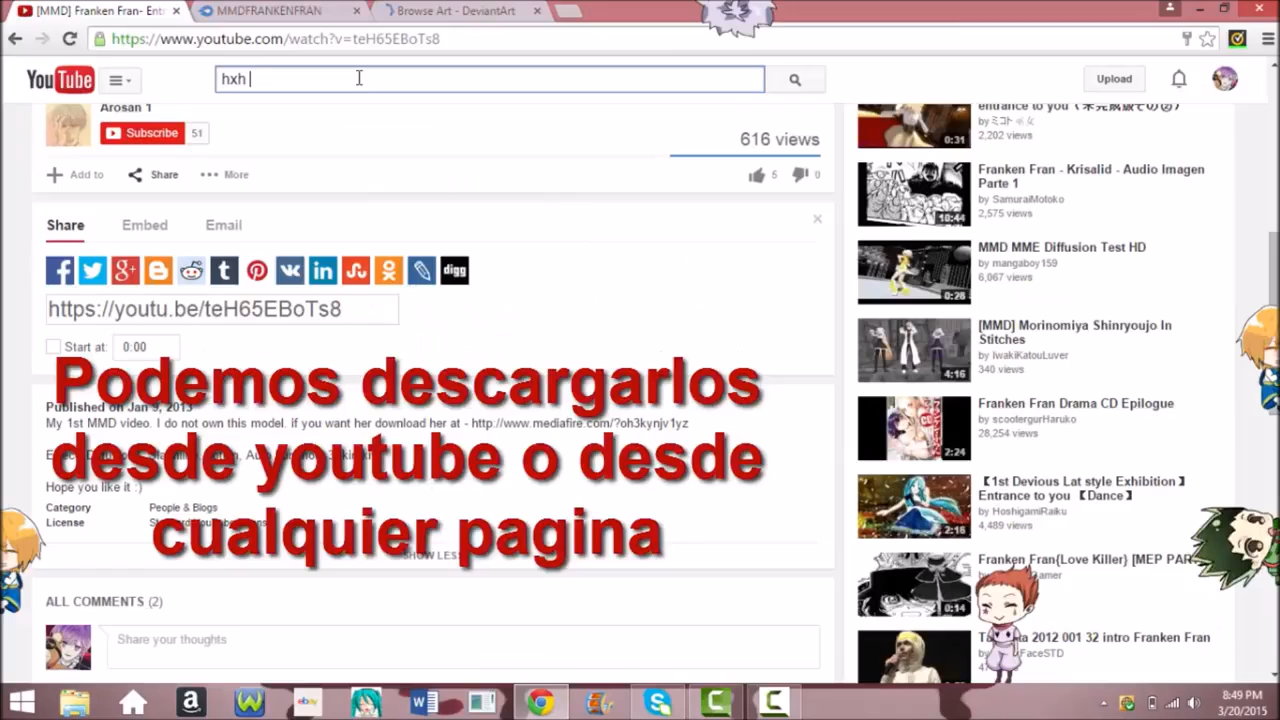 [MMD] Franken Fran- Ent
MMDFRANKENFRAN
Browse Art - DeviantArt
https://www.youtube.com/watch?v=teH65EBoTs8
YouTube
hxh
Upload
Arosan 1
Subscribe 51
616 views
Add to Share More
5 0
Share Embed Email
digg
https://youtu.be/teH65EBoTs8
Start at: 0:00
Podemos descargarlos
desde youtube o desde
cualquier pagina
Published on Jan 9, 2013
My 1st MMD video. I do not own this model. if you want her download her at - http://www.mediafire.com/?oh3kynjv1yz
Hope you like it :)
Category People & Blogs
License
SHOW LESS
ALL COMMENTS (2)
Share your thoughts
entrance to you
2,202 views
0:31
Franken Fran - Krisalid - Audio Imagen
Parte 1
by SamuraiMotoko
2,575 views
10:44
MMD MME Diffusion Test HD
by mangaboy159
6,067 views
0:28
[MMD] Morinomiya Shinryoujo In
Stitches
by IwakiKatouLuver
340 views
4:16
Franken Fran Drama CD Epilogue
by scootergurHaruko
28,254 views
2:24
【1st Devious Lat style Exhibition】
Entrance to you 【Dance】
by HoshigamiRaiku
4,489 views
2:16
Franken Fran{Love Killer} [MEP PAR
0:14
2012 001 32 intro Franken Fran
ebay
8:49 PM
3/20/2015